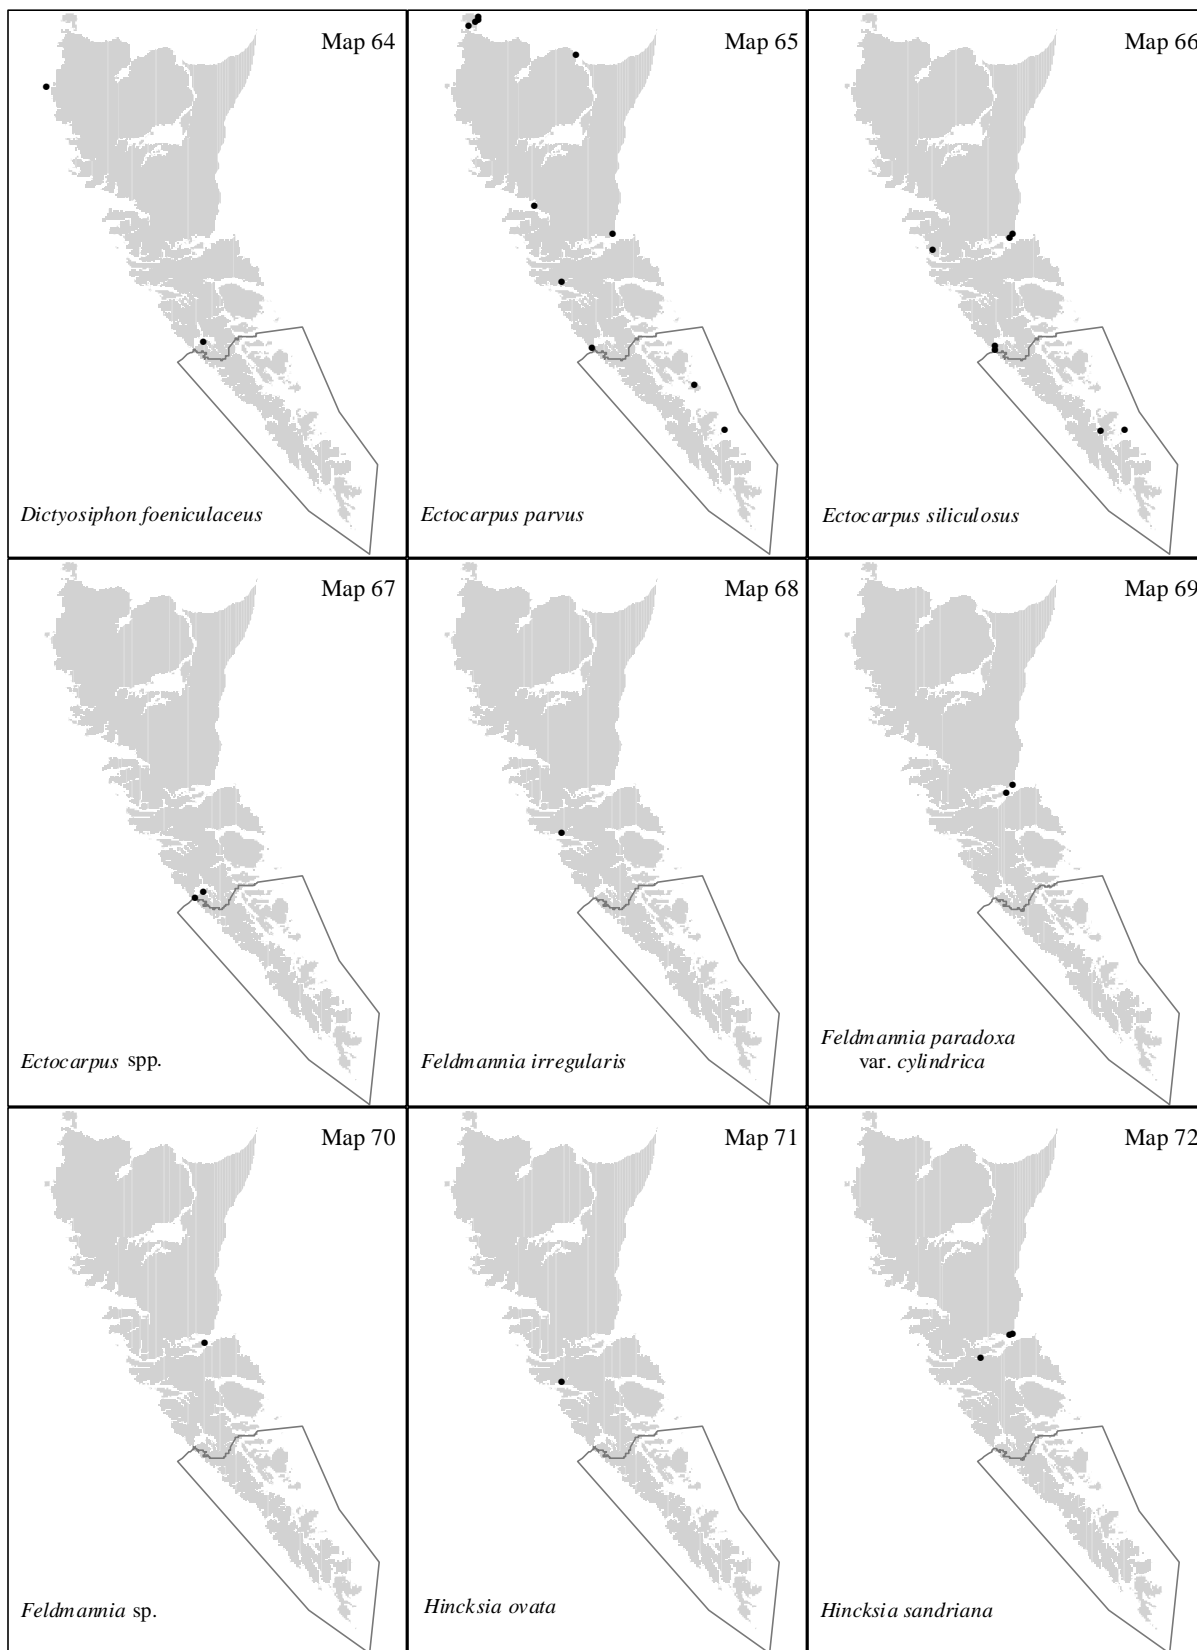 Map 64
Dictyosiphon foeniculaceus
Map 65
Ectocarpus parvus
Map 66
Ectocarpus siliculosus
Map 67
Ectocarpus spp.
Map 68
Feldmannia irregularis
Map 69
Feldmannia paradoxa
var. cylindrica
Map 70
Feldmannia sp.
Map 71
Hincksia ovata
Map 72
Hincksia sandriana